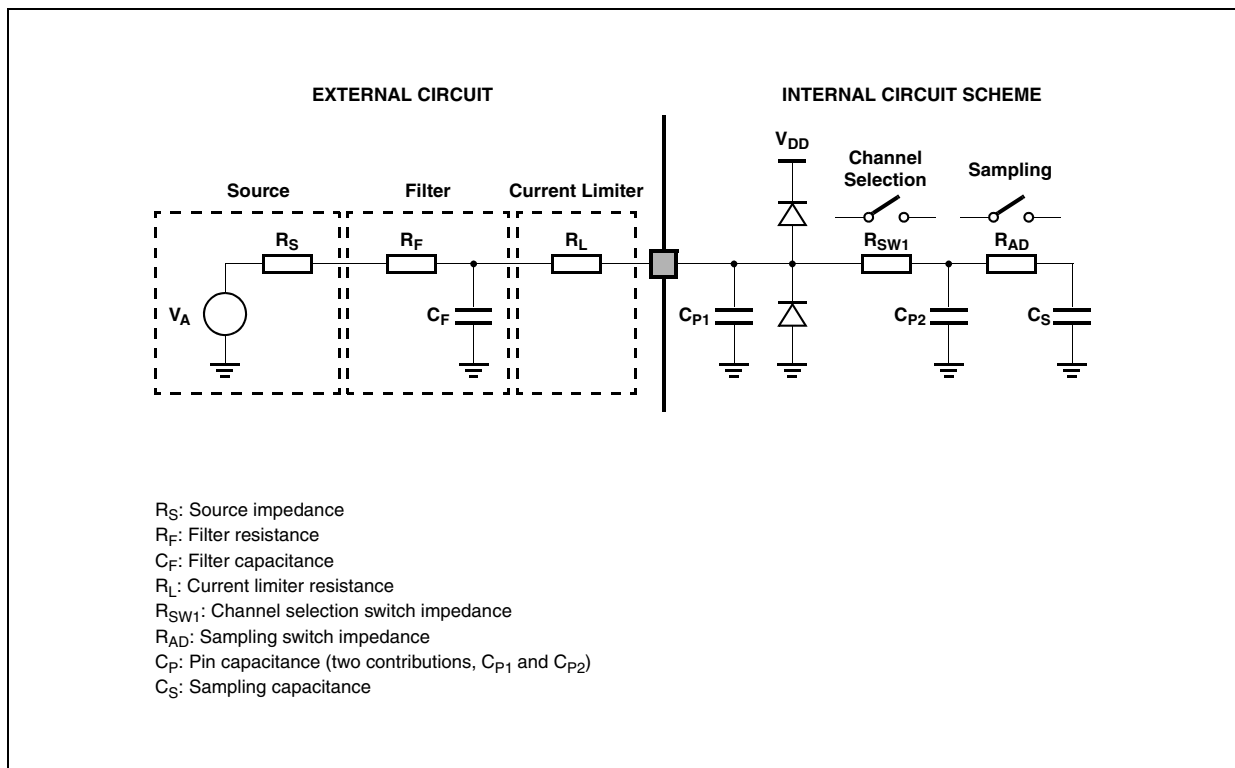 EXTERNAL CIRCUIT
INTERNAL CIRCUIT SCHEME
VDD
Channel
Selection
Sampling
Source
Filter
Current Limiter
RS
RF
RL
RSW1
RAD
VA
CF
CP1
CP2
CS
RS: Source impedance
RF: Filter resistance
CF: Filter capacitance
RL: Current limiter resistance
RSW1: Channel selection switch impedance
RAD: Sampling switch impedance
CP: Pin capacitance (two contributions, CP1 and CP2)
CS: Sampling capacitance